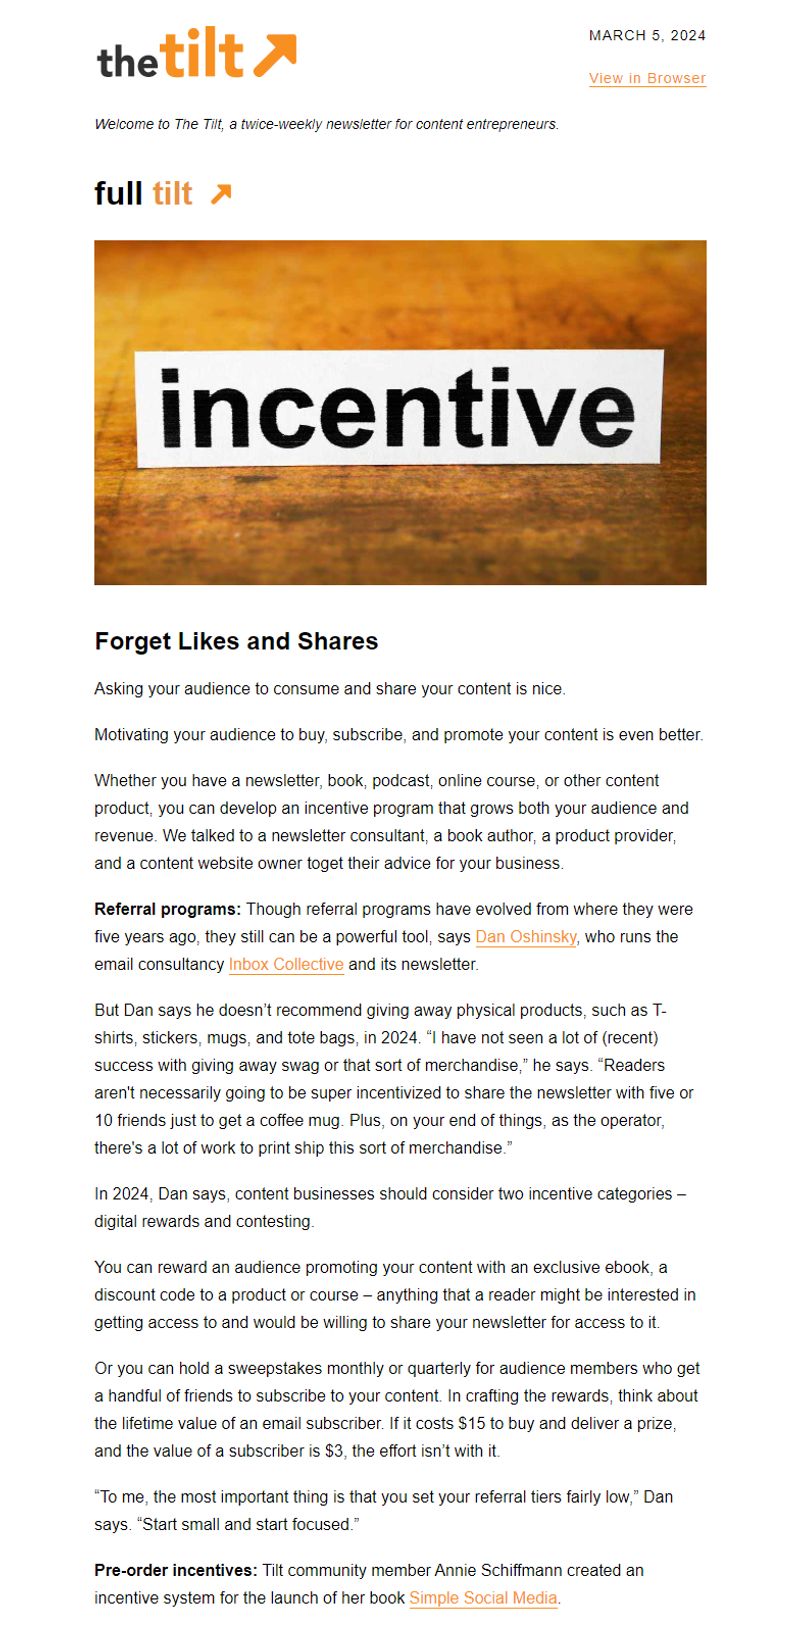 thetilt
MARCH 5, 2024
View in Browser
Welcome to The Tilt, a twice-weekly newsletter for content entrepreneurs.
full tilt
incentive
Forget Likes and Shares
Asking your audience to consume and share your content is nice.
Motivating your audience to buy, subscribe, and promote your content is even better.
Whether you have a newsletter, book, podcast, online course, or other content
product, you can develop an incentive program that grows both your audience and
revenue. We talked to a newsletter consultant, a book author, a product provider,
and a content website owner toget their advice for your business.
Referral programs: Though referral programs have evolved from where they were
five years ago, they still can be a powerful tool, says Dan Oshinsky, who runs the
email consultancy Inbox Collective and its newsletter.
But Dan says he doesn’t recommend giving away physical products, such as T-
shirts, stickers, mugs, and tote bags, in 2024. “I have not seen a lot of (recent)
success with giving away swag or that sort of merchandise,” he says. “Readers
aren't necessarily going to be super incentivized to share the newsletter with five or
10 friends just to get a coffee mug. Plus, on your end of things, as the operator,
there's a lot of work to print ship this sort of merchandise.”
In 2024, Dan says, content businesses should consider two incentive categories –
digital rewards and contesting.
You can reward an audience promoting your content with an exclusive ebook, a
discount code to a product or course – anything that a reader might be interested in
getting access to and would be willing to share your newsletter for access to it.
Or you can hold a sweepstakes monthly or quarterly for audience members who get
a handful of friends to subscribe to your content. In crafting the rewards, think about
the lifetime value of an email subscriber. If it costs $15 to buy and deliver a prize,
and the value of a subscriber is $3, the effort isn’t with it.
“To me, the most important thing is that you set your referral tiers fairly low,” Dan
says. “Start small and start focused.”
Pre-order incentives: Tilt community member Annie Schiffmann created an
incentive system for the launch of her book Simple Social Media.